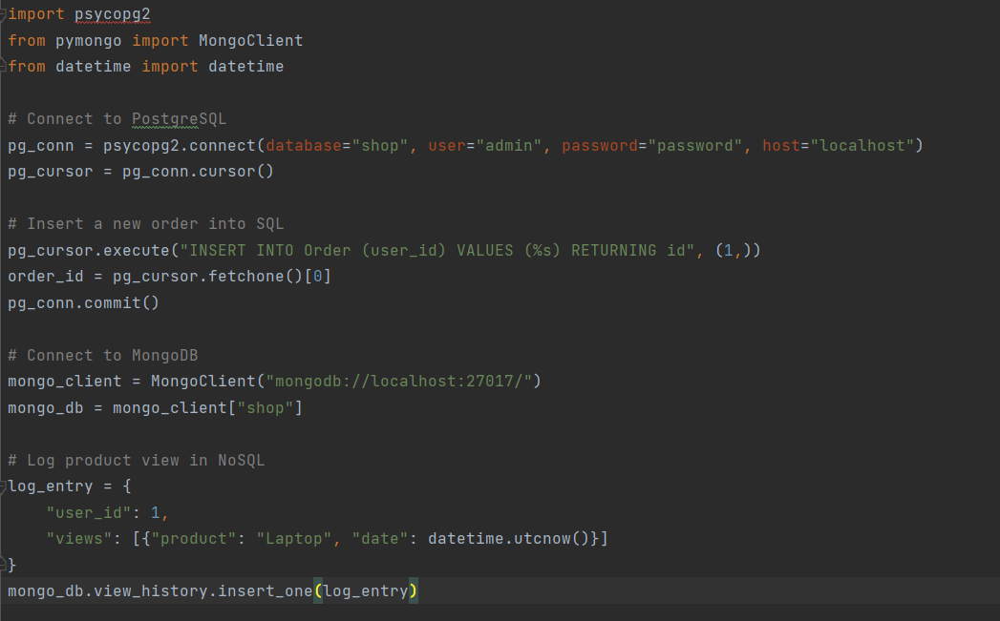 import psycopg2
from pymongo import MongoClient
from datetime import datetime

# Connect to PostgreSQL
pg_conn = psycopg2.connect(database="shop", user="admin", password="password", host="localhost")
pg_cursor = pg_conn.cursor()

# Insert a new order into SQL
pg_cursor.execute("INSERT INTO Order (user_id) VALUES (%s) RETURNING id", (1,))
order_id = pg_cursor.fetchone()[0]
pg_conn.commit()

# Connect to MongoDB
mongo_client = MongoClient("mongodb://localhost:27017/")
mongo_db = mongo_client["shop"]

# Log product view in NoSQL
log_entry = {
    "user_id": 1,
    "views": [{"product": "Laptop", "date": datetime.utcnow()}]
}
mongo_db.view_history.insert_one(log_entry)